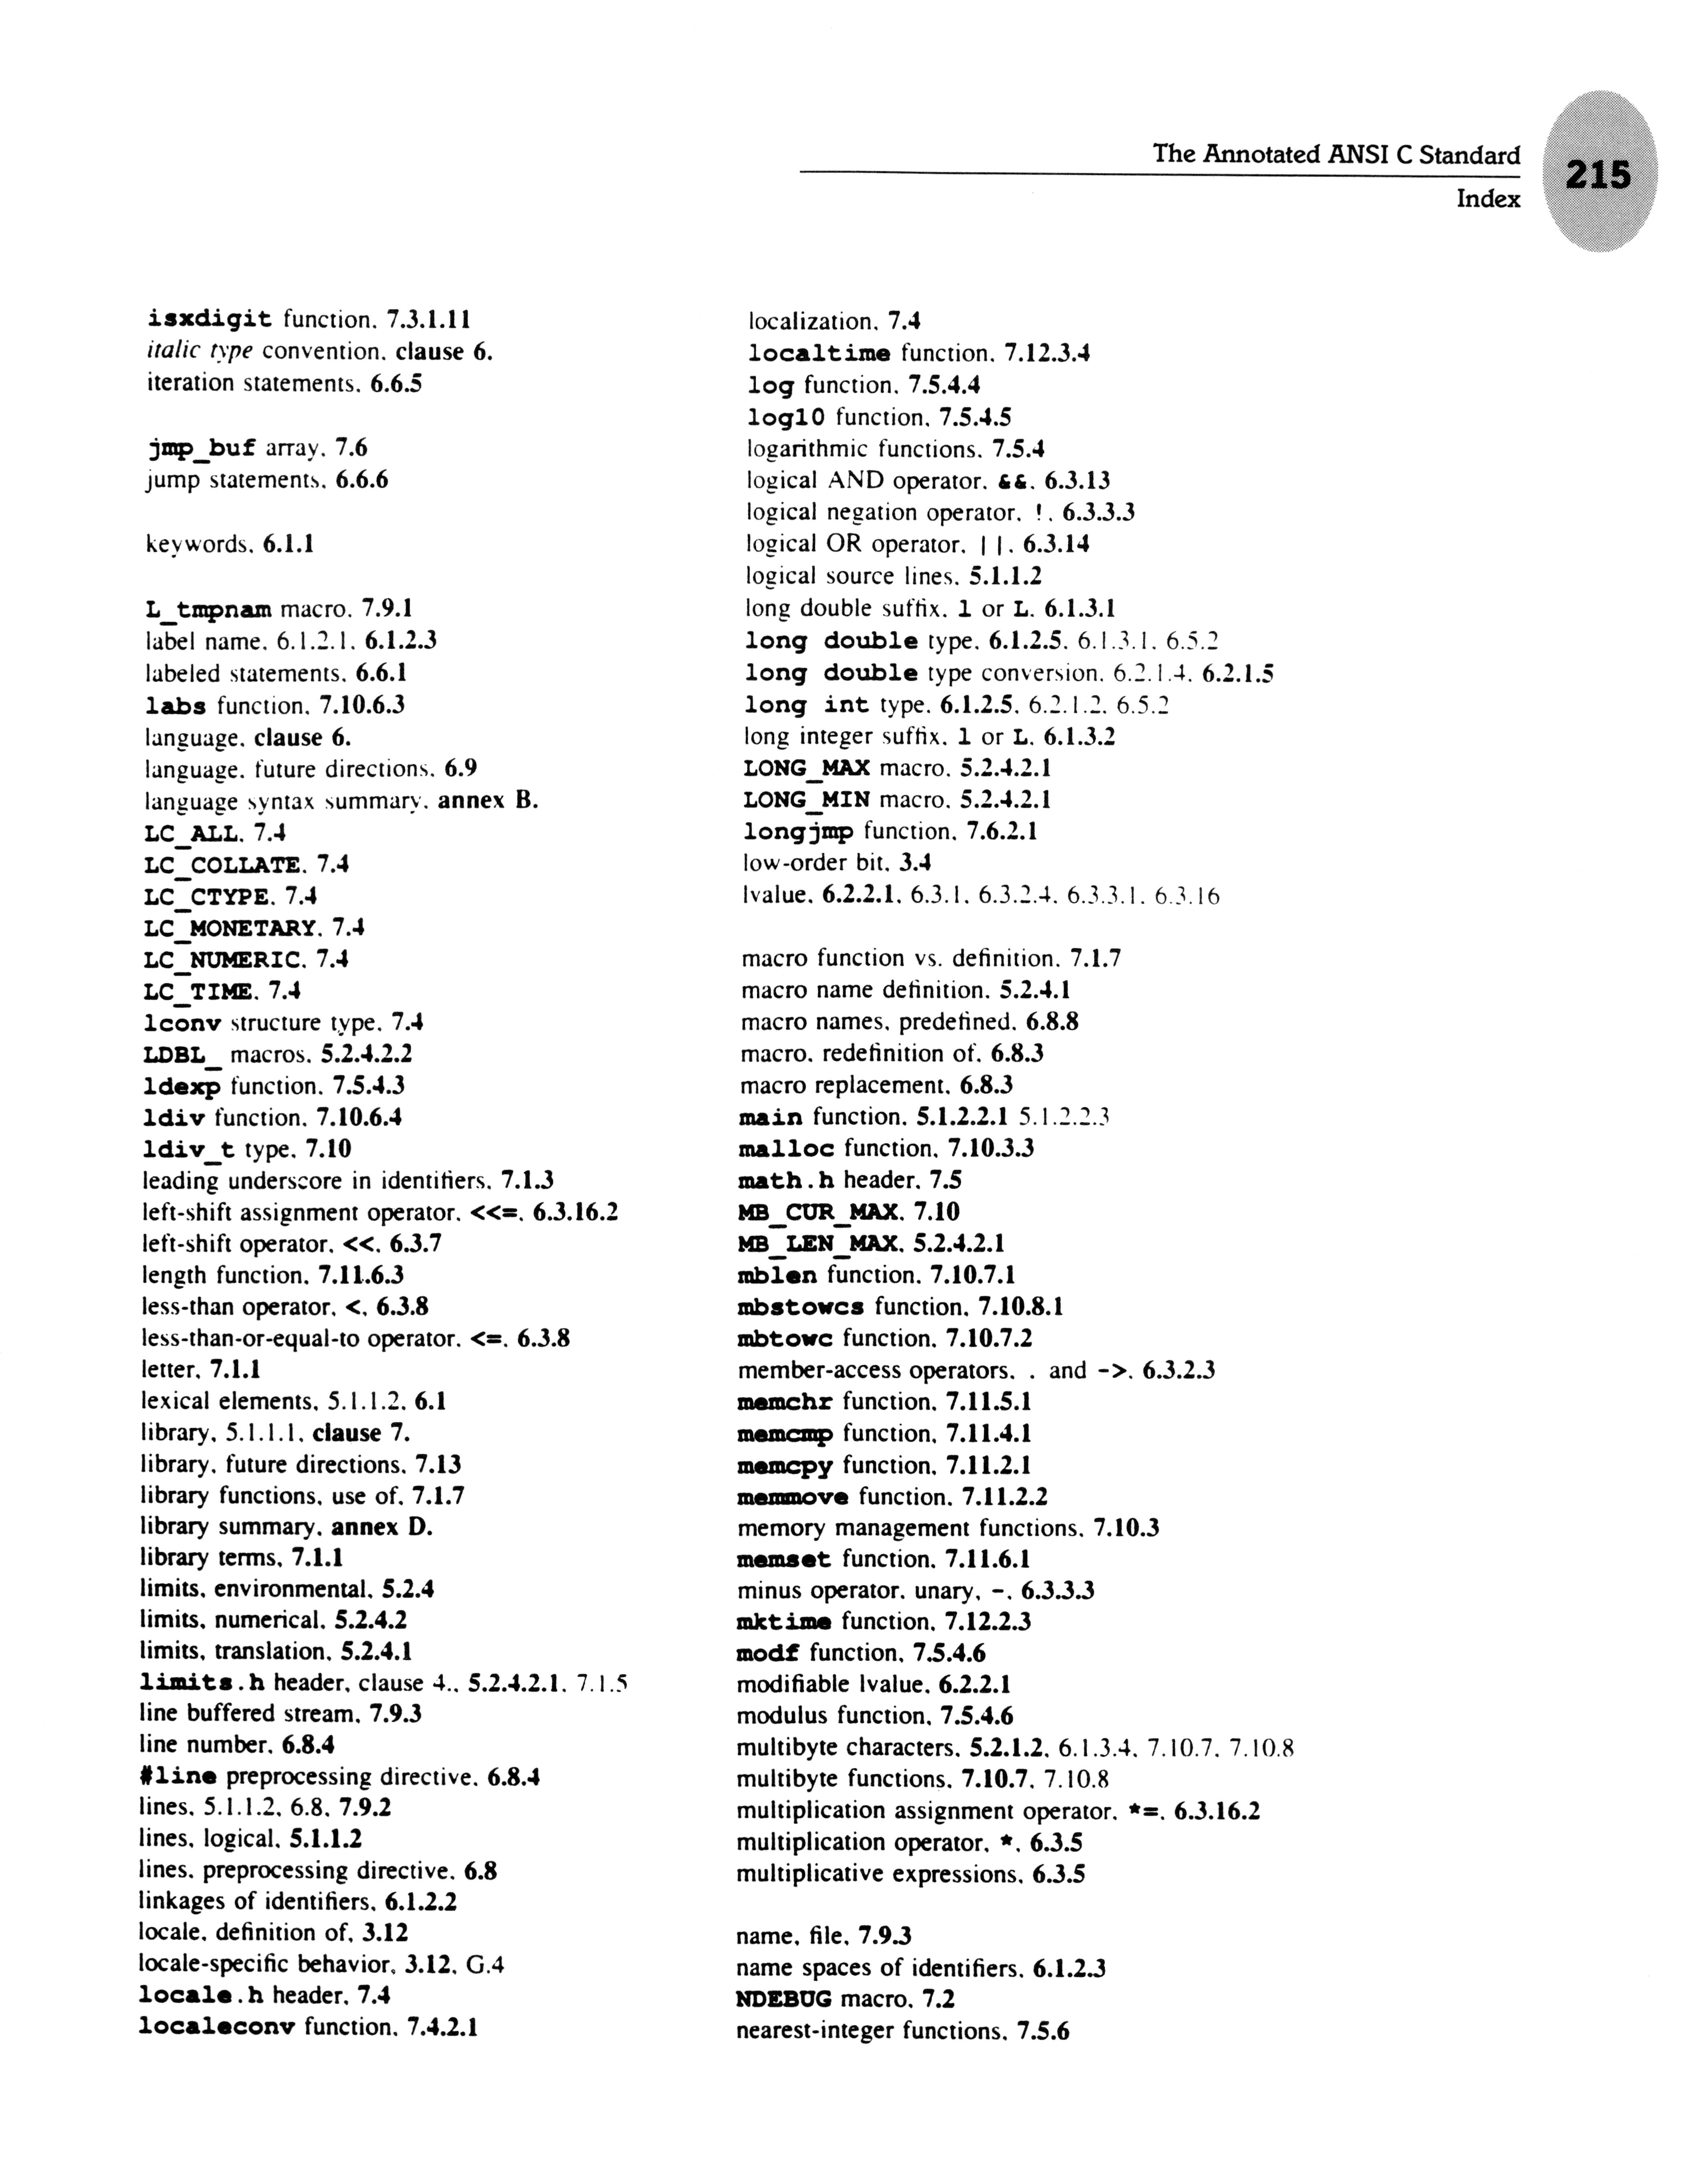 The Annotated ANSI C Standard
215
Index
isxdigit function, 7.3.1.11
italic type convention, clause 6.
iteration statements, 6.6.5
jmp_buf array, 7.6
jump statements, 6.6.6
keywords, 6.1.1
L_tmpnam macro, 7.9.1
label name, 6.1.2.1, 6.1.2.3
labeled statements, 6.6.1
labs function, 7.10.6.3
language, clause 6.
language, future directions, 6.9
language syntax summary, annex B.
LC_ALL, 7.4
LC_COLLATE, 7.4
LC_CTYPE, 7.4
LC_MONETARY, 7.4
LC_NUMERIC, 7.4
LC_TIME, 7.4
lconv structure type, 7.4
LDBL_ macros, 5.2.4.2.2
ldexp function, 7.5.4.3
ldiv function, 7.10.6.4
ldiv_t type, 7.10
leading underscore in identifiers, 7.1.3
left-shift assignment operator, <<=, 6.3.16.2
left-shift operator, <<, 6.3.7
length function, 7.11.6.3
less-than operator, <, 6.3.8
less-than-or-equal-to operator, <=, 6.3.8
letter, 7.1.1
lexical elements, 5.1.1.2, 6.1
library, 5.1.1.1, clause 7.
library, future directions, 7.13
library functions, use of, 7.1.7
library summary, annex D.
library terms, 7.1.1
limits, environmental, 5.2.4
limits, numerical, 5.2.4.2
limits, translation, 5.2.4.1
limits.h header, clause 4., 5.2.4.2.1, 7.1.5
line buffered stream, 7.9.3
line number, 6.8.4
#line preprocessing directive, 6.8.4
lines, 5.1.1.2, 6.8, 7.9.2
lines, logical, 5.1.1.2
lines, preprocessing directive, 6.8
linkages of identifiers, 6.1.2.2
locale, definition of, 3.12
locale-specific behavior, 3.12, G.4
locale.h header, 7.4
localeconv function, 7.4.2.1
localization, 7.4
localtime function, 7.12.3.4
log function, 7.5.4.4
log10 function, 7.5.4.5
logarithmic functions, 7.5.4
logical AND operator, &&, 6.3.13
logical negation operator, !, 6.3.3.3
logical OR operator, ||, 6.3.14
logical source lines, 5.1.1.2
long double suffix, l or L, 6.1.3.1
long double type, 6.1.2.5, 6.1.3.1, 6.5.2
long double type conversion, 6.2.1.4, 6.2.1.5
long int type, 6.1.2.5, 6.2.1.2, 6.5.2
long integer suffix, l or L, 6.1.3.2
LONG_MAX macro, 5.2.4.2.1
LONG_MIN macro, 5.2.4.2.1
longjmp function, 7.6.2.1
low-order bit, 3.4
lvalue, 6.2.2.1, 6.3.1, 6.3.2.4, 6.3.3.1, 6.3.16
macro function vs. definition, 7.1.7
macro name definition, 5.2.4.1
macro names, predefined, 6.8.8
macro, redefinition of, 6.8.3
macro replacement, 6.8.3
main function, 5.1.2.2.1 5.1.2.2.3
malloc function, 7.10.3.3
math.h header, 7.5
MB_CUR_MAX, 7.10
MB_LEN_MAX, 5.2.4.2.1
mblen function, 7.10.7.1
mbstowcs function, 7.10.8.1
mbtowc function, 7.10.7.2
member-access operators, . and ->, 6.3.2.3
memchr function, 7.11.5.1
memcmp function, 7.11.4.1
memcpy function, 7.11.2.1
memmove function, 7.11.2.2
memory management functions, 7.10.3
memset function, 7.11.6.1
minus operator, unary, -, 6.3.3.3
mktime function, 7.12.2.3
modf function, 7.5.4.6
modifiable lvalue, 6.2.2.1
modulus function, 7.5.4.6
multibyte characters, 5.2.1.2, 6.1.3.4, 7.10.7, 7.10.8
multibyte functions, 7.10.7, 7.10.8
multiplication assignment operator, *=, 6.3.16.2
multiplication operator, *, 6.3.5
multiplicative expressions, 6.3.5
name, file, 7.9.3
name spaces of identifiers, 6.1.2.3
NDEBUG macro, 7.2
nearest-integer functions, 7.5.6